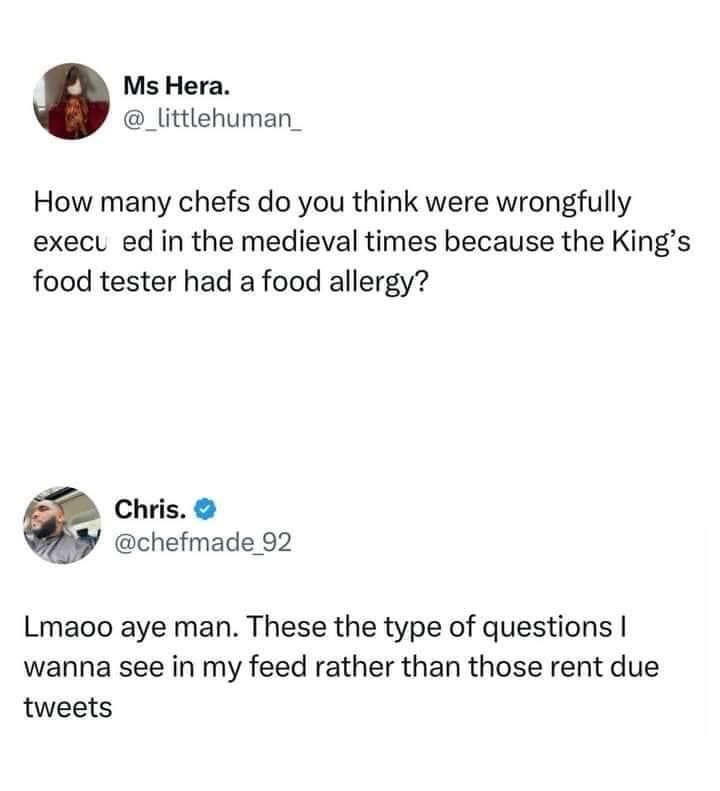 Ms Hera.
@_littlehuman_
How many chefs do you think were wrongfully
execu ed in the medieval times because the King's
food tester had a food allergy?
Chris.
@chefmade_92
Lmaoo aye man. These the type of questions I
wanna see in my feed rather than those rent due
tweets